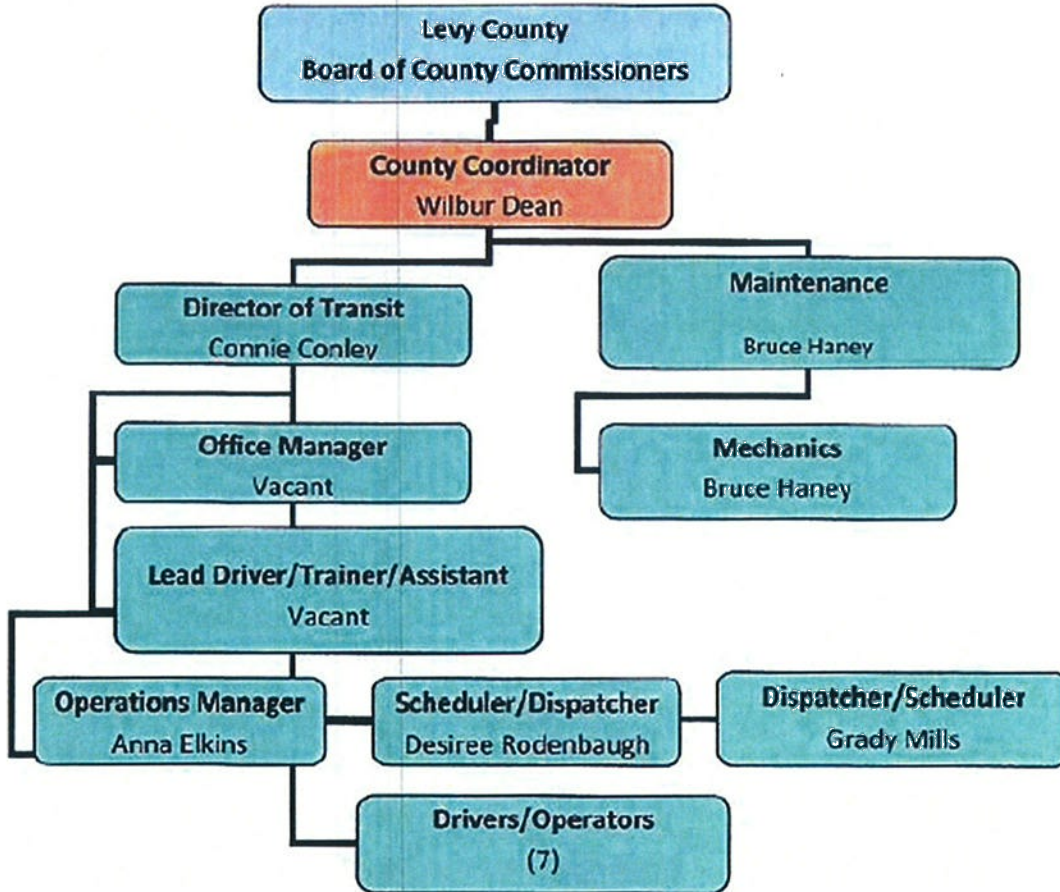 Levy County
Board of County Commissioners
County Coordinator
Wilbur Dean
Director of Transit
Connie Conley
Maintenance
Bruce Haney
Office Manager
Vacant
Mechanics
Bruce Haney
Lead Driver/Trainer/Assistant
Vacant
Operations Manager
Anna Elkins
Scheduler/Dispatcher
Desiree Rodenbaugh
Dispatcher/Scheduler
Grady Mills
Drivers/Operators
(7)